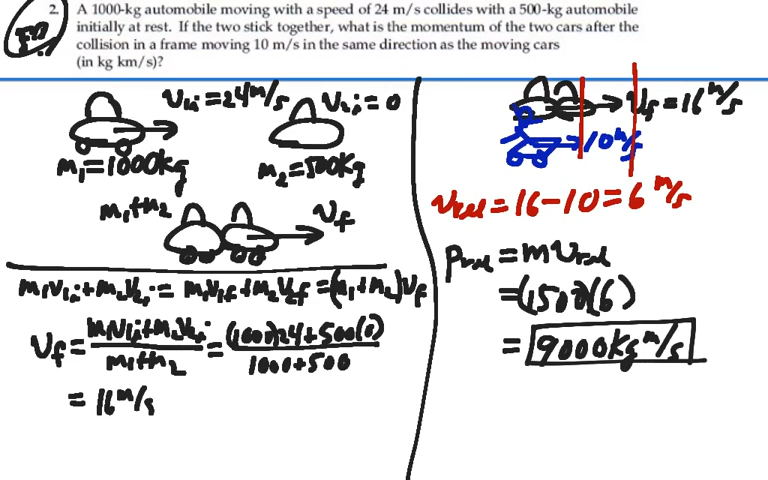 2. A 1000-kg automobile moving with a speed of 24 m/s collides with a 500-kg automobile
initially at rest. If the two stick together, what is the momentum of the two cars after the
collision in a frame moving 10 m/s in the same direction as the moving cars
(in kg km/s)?
V₁ᵢ = 24 m/s V₂ᵢ = 0
m₁ = 1000kg m₂ = 500kg
m₁+m₂ Vf
m₁V₁ᵢ + m₂V₂ᵢ = m₁V₁f + m₂V₂f = (m₁+m₂)Vf
Vf = (m₁V₁ᵢ + m₂V₂ᵢ)/(m₁+m₂) = ((1000)24 + 500(0))/(1000+500)
= 16 m/s
Vf = 16 m/s
10 m/s
Vrel = 16 - 10 = 6 m/s
Prel = m Vrel
= (1500)(6)
= 9000 kg m/s